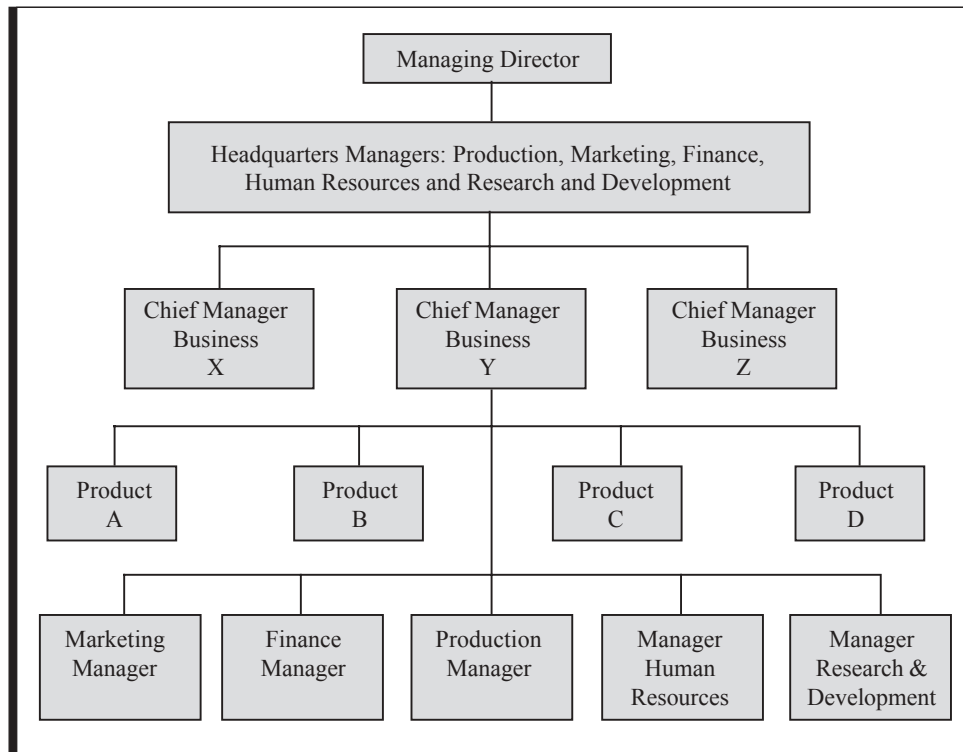 Managing Director
Headquarters Managers: Production, Marketing, Finance,
Human Resources and Research and Development
Chief Manager
Business
X
Chief Manager
Business
Y
Chief Manager
Business
Z
Product
A
Product
B
Product
C
Product
D
Marketing
Manager
Finance
Manager
Production
Manager
Manager
Human
Resources
Manager
Research &
Development